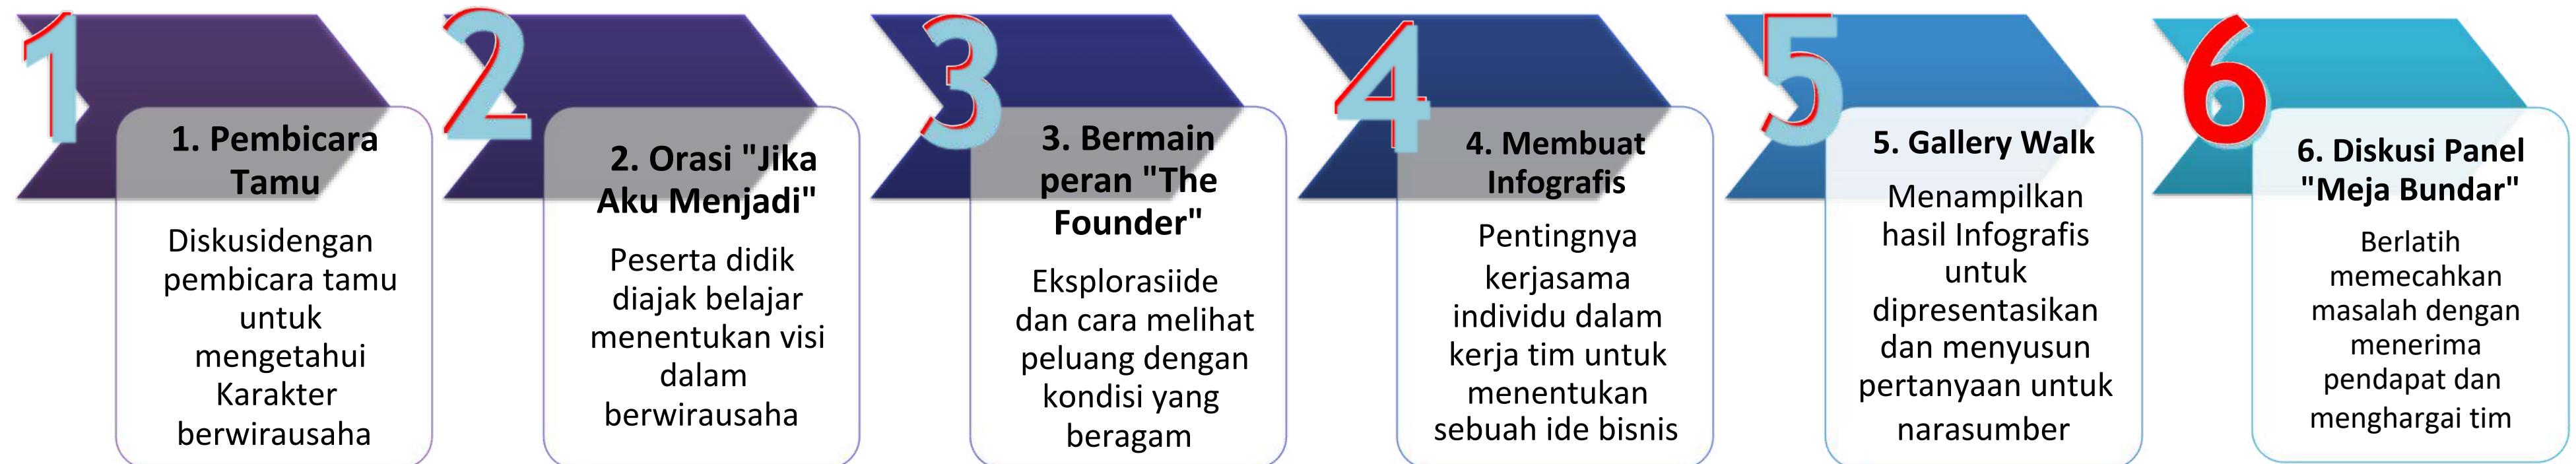 1
1. Pembicara
Tamu
Diskusidengan
pembicara tamu
untuk
mengetahui
Karakter
berwirausaha
2
2. Orasi "Jika
Aku Menjadi"
Peserta didik
diajak belajar
menentukan visi
dalam
berwirausaha
3
3. Bermain
peran "The
Founder"
Eksplorasiide
dan cara melihat
peluang dengan
kondisi yang
beragam
4
4. Membuat
Infografis
Pentingnya
kerjasama
individu dalam
kerja tim untuk
menentukan
sebuah ide bisnis
5
5. Gallery Walk
Menampilkan
hasil Infografis
untuk
dipresentasikan
dan menyusun
pertanyaan untuk
narasumber
6
6. Diskusi Panel
"Meja Bundar"
Berlatih
memecahkan
masalah dengan
menerima
pendapat dan
menghargai tim